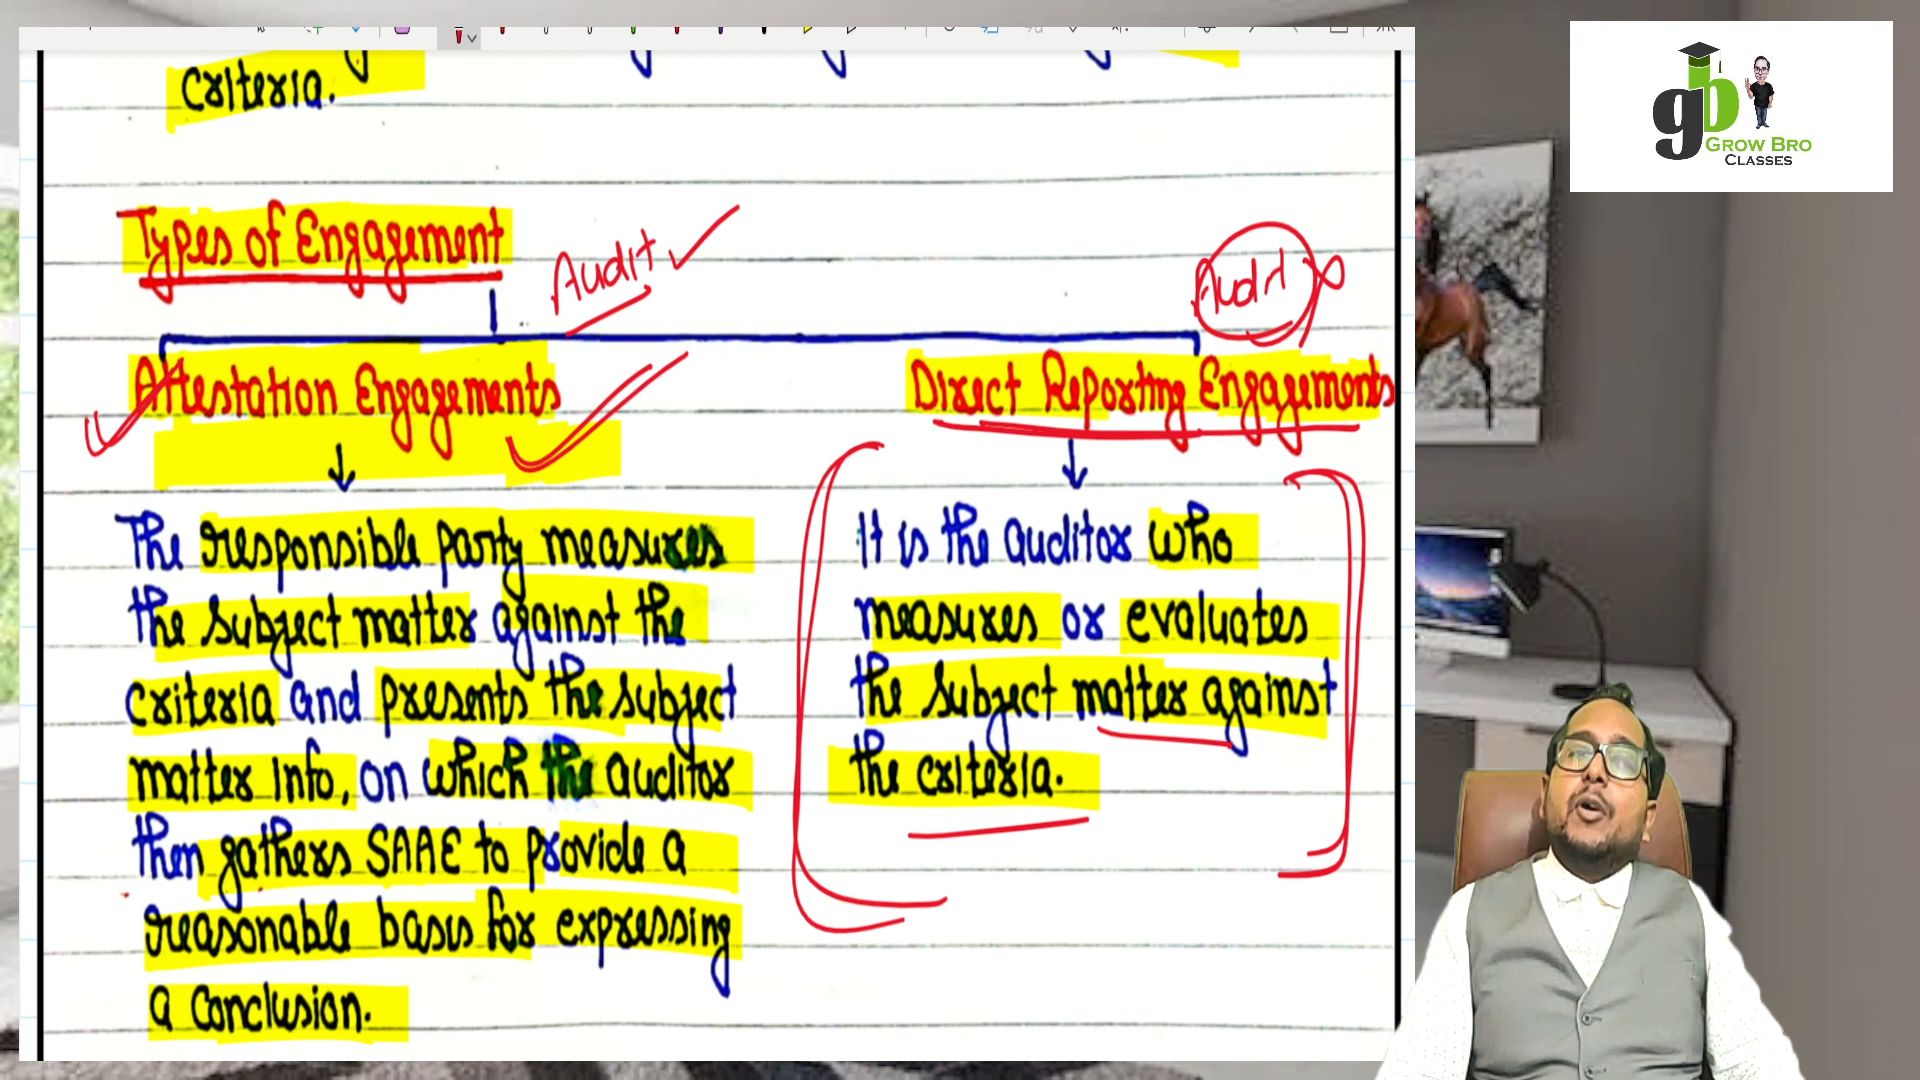 criteria.
Types of Engagement
Audit
Audit
Attestation Engagements
Direct Reporting Engagements
The responsible party measures
the subject matter against the
criteria and presents the subject
matter info, on which the auditor
then gathers SAAE to provide a
reasonable basis for expressing
a conclusion.
It is the auditor who
measures or evaluates
the subject matter against
the criteria.
gb
GROW BRO
CLASSES